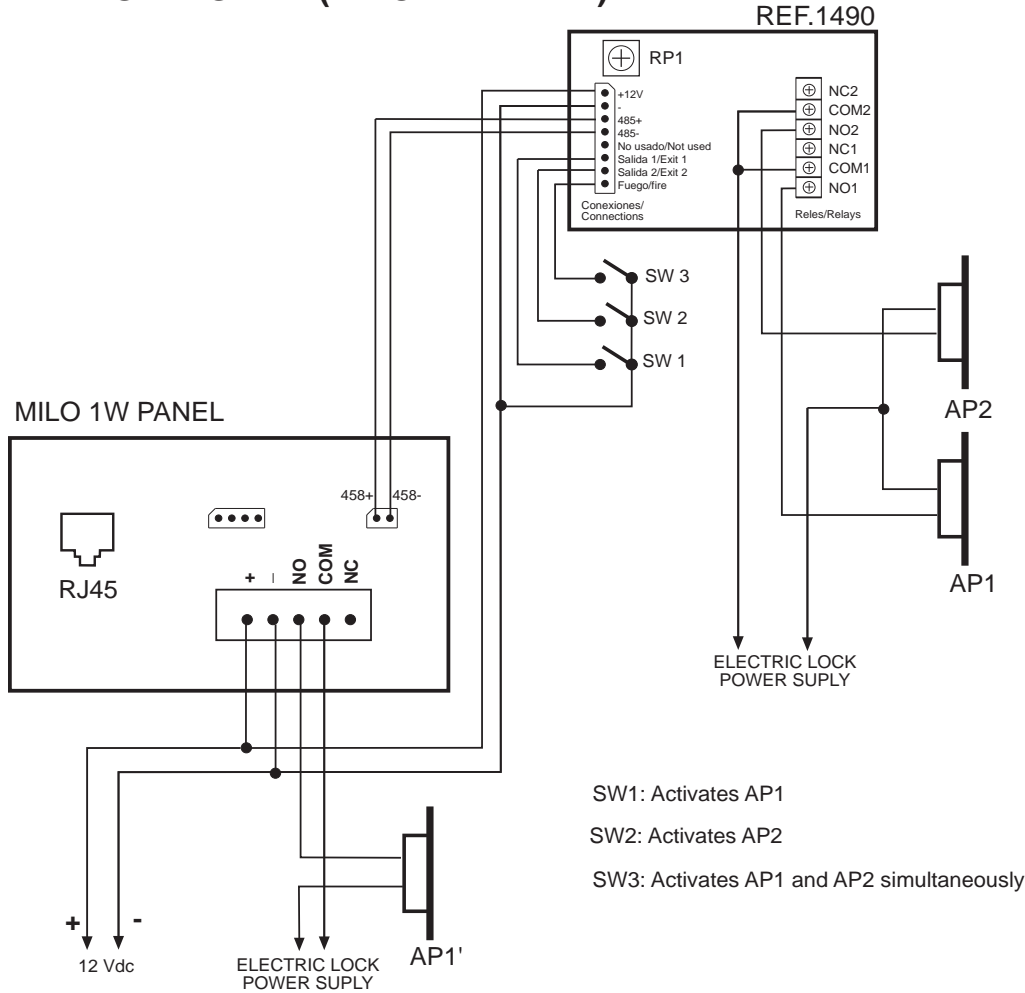 REF.1490
RP1
+12V
-
485+
485-
No usado/Not used
Salida 1/Exit 1
Salida 2/Exit 2
Fuego/fire
Conexiones/
Connections
NC2
COM2
NO2
NC1
COM1
NO1
Reles/Relays
SW 3
SW 2
SW 1
AP2
AP1
ELECTRIC LOCK
POWER SUPLY
MILO 1W PANEL
458+ 458-
RJ45
+ – NO COM NC
SW1: Activates AP1
SW2: Activates AP2
SW3: Activates AP1 and AP2 simultaneously
+ -
12 Vdc
ELECTRIC LOCK
POWER SUPLY
AP1'